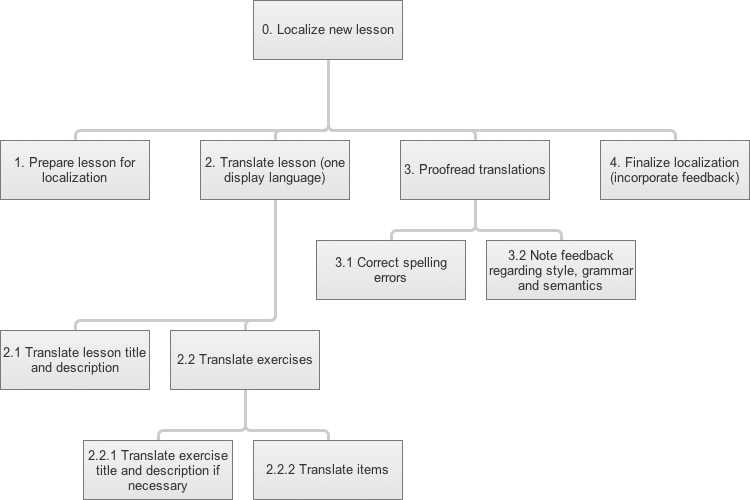 0. Localize new lesson
1. Prepare lesson for
localization
2. Translate lesson (one
display language)
3. Proofread translations
4. Finalize localization
(incorporate feedback)
3.1 Correct spelling
errors
3.2 Note feedback
regarding style, grammar
and semantics
2.1 Translate lesson title
and description
2.2 Translate exercises
2.2.1 Translate exercise
title and description if
necessary
2.2.2 Translate items